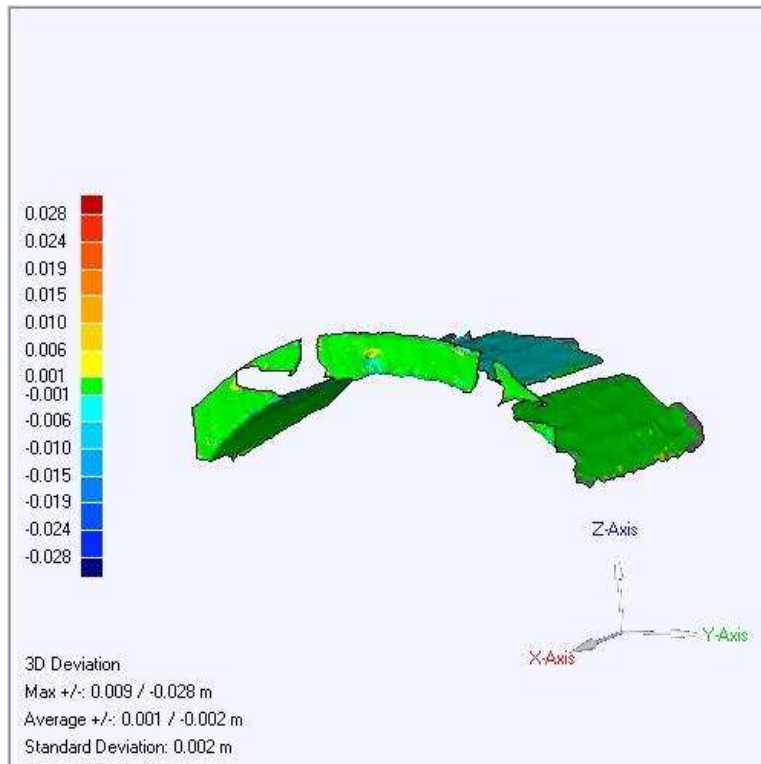 0.028
0.024
0.019
0.015
0.010
0.006
0.001
-0.001
-0.006
-0.010
-0.015
-0.019
-0.024
-0.028
Z-Axis
Y-Axis
X-Axis
3D Deviation
Max +/-: 0.009 / -0.028 m
Average +/-: 0.001 / -0.002 m
Standard Deviation: 0.002 m